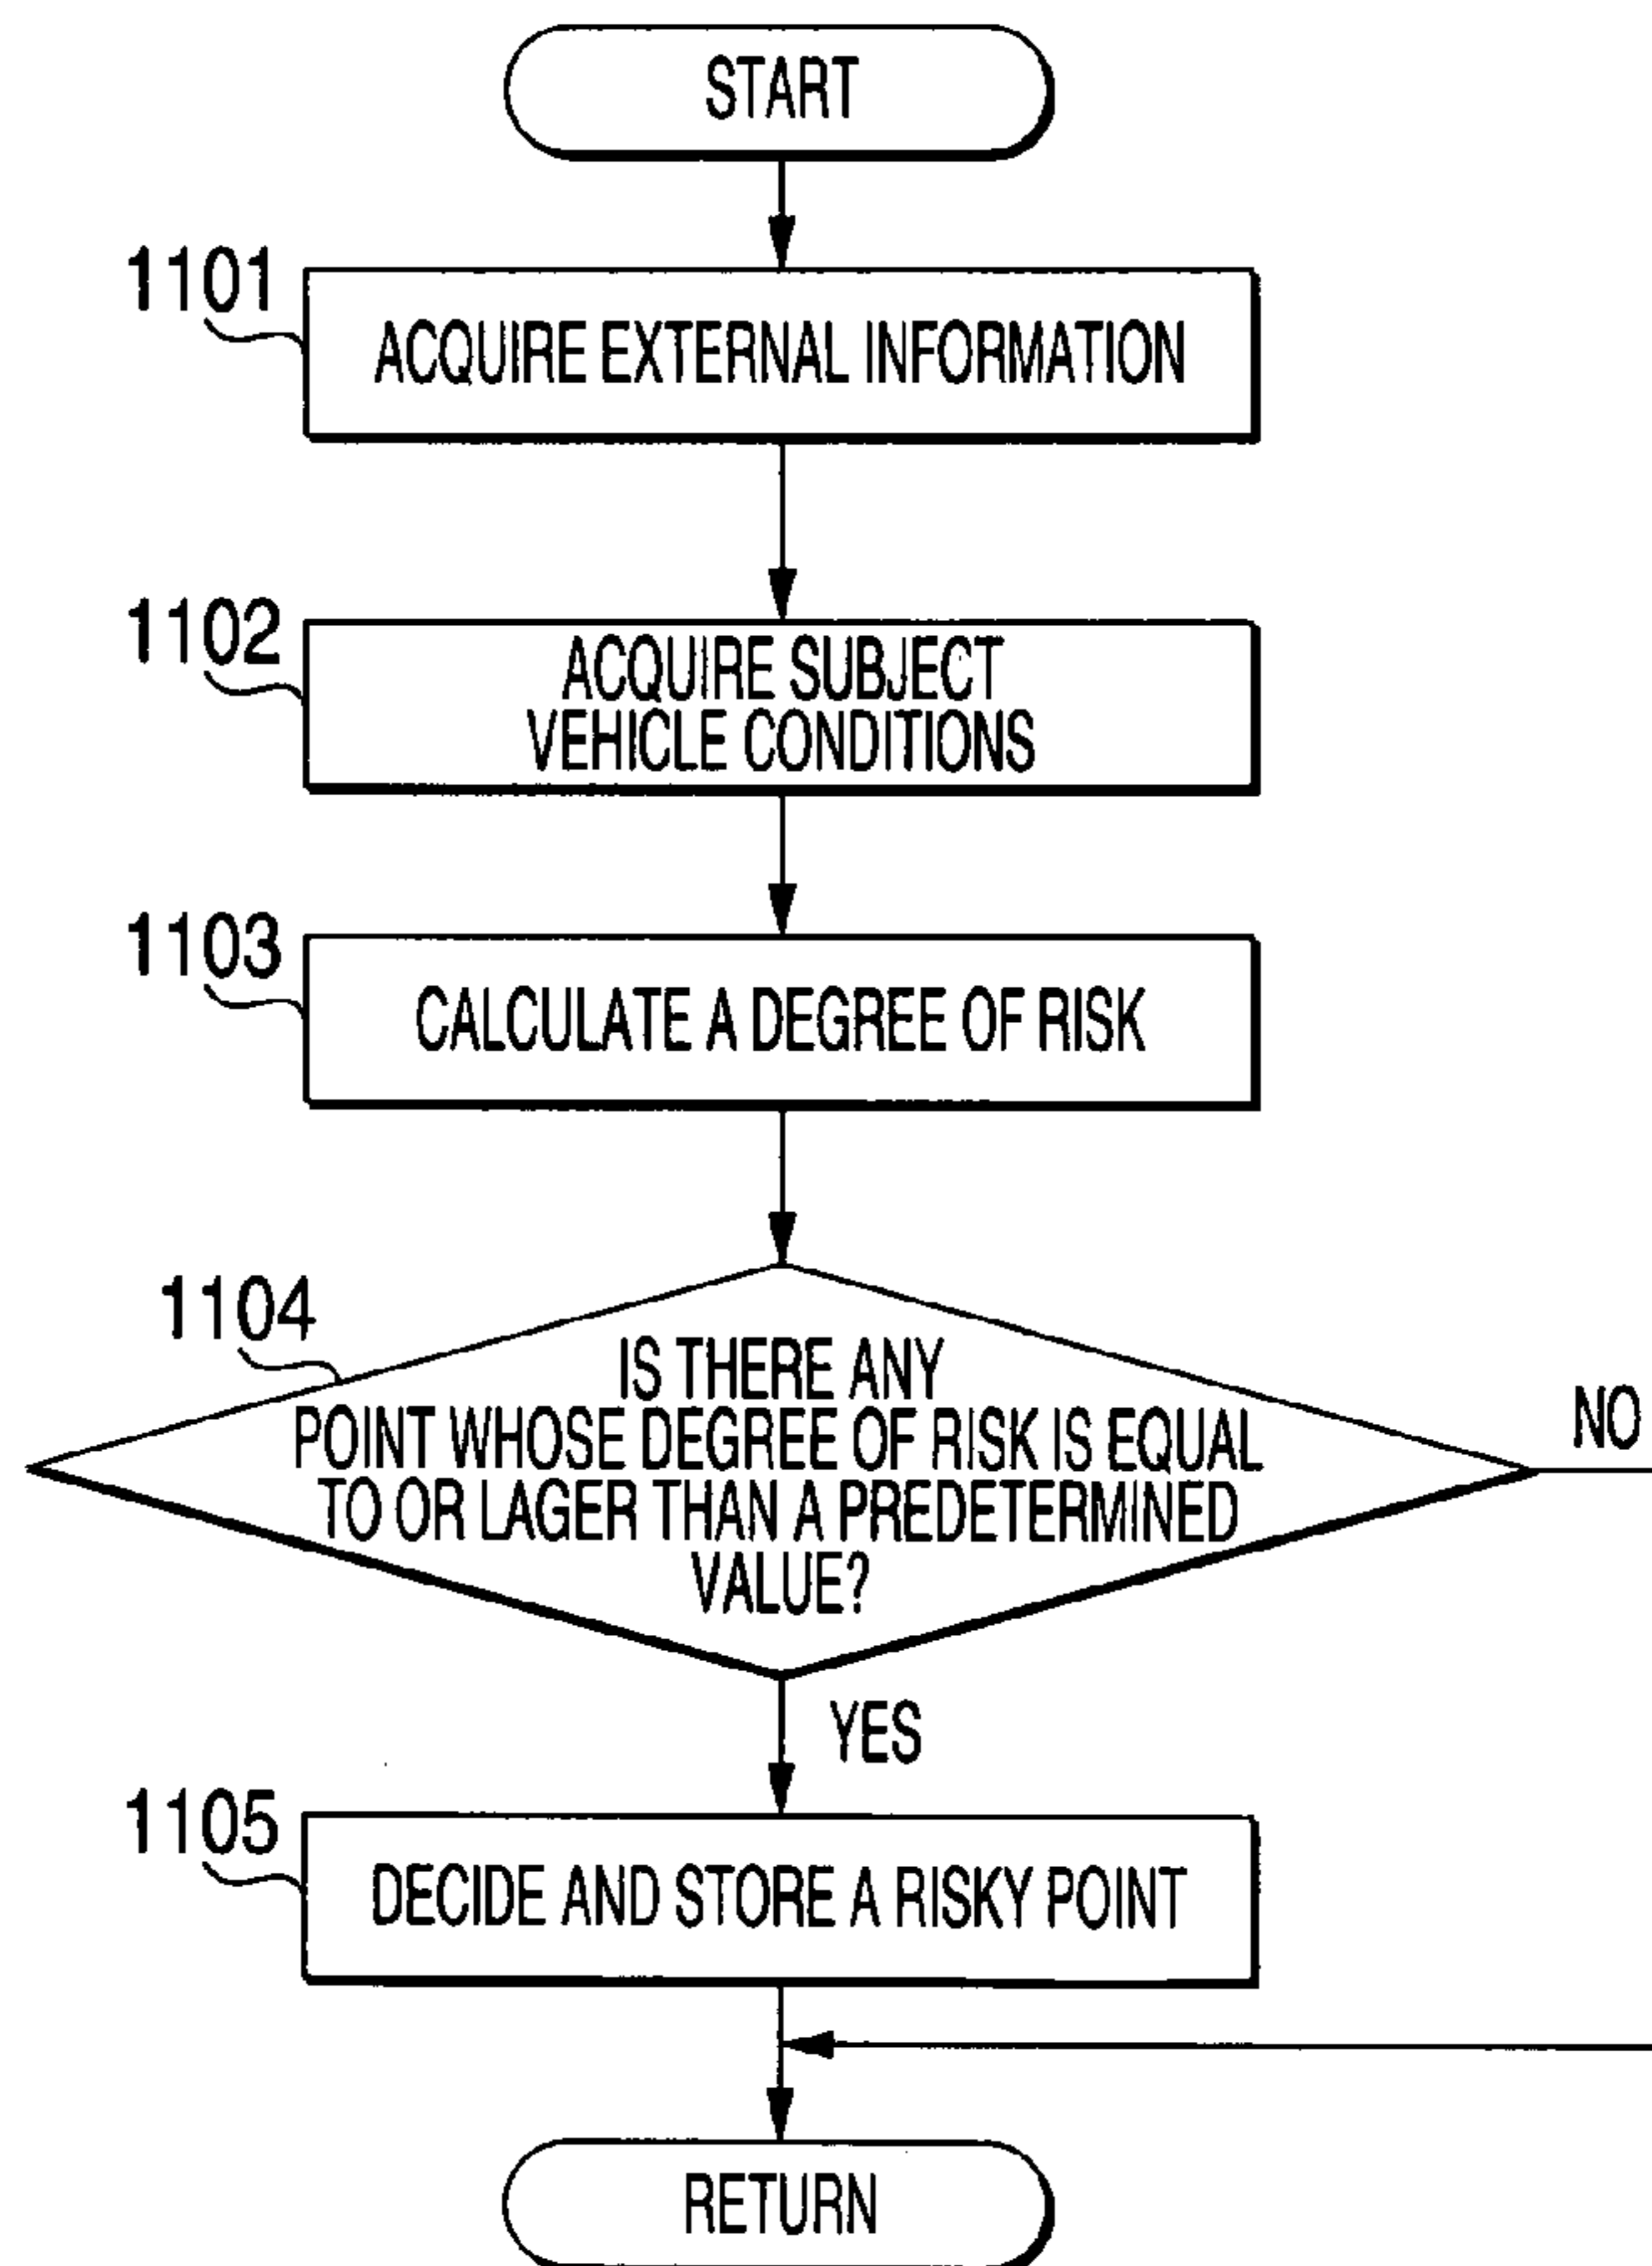 START
1101
ACQUIRE EXTERNAL INFORMATION
1102
ACQUIRE SUBJECT
VEHICLE CONDITIONS
1103
CALCULATE A DEGREE OF RISK
1104
IS THERE ANY
POINT WHOSE DEGREE OF RISK IS EQUAL
TO OR LAGER THAN A PREDETERMINED
VALUE?
NO
YES
1105
DECIDE AND STORE A RISKY POINT
RETURN